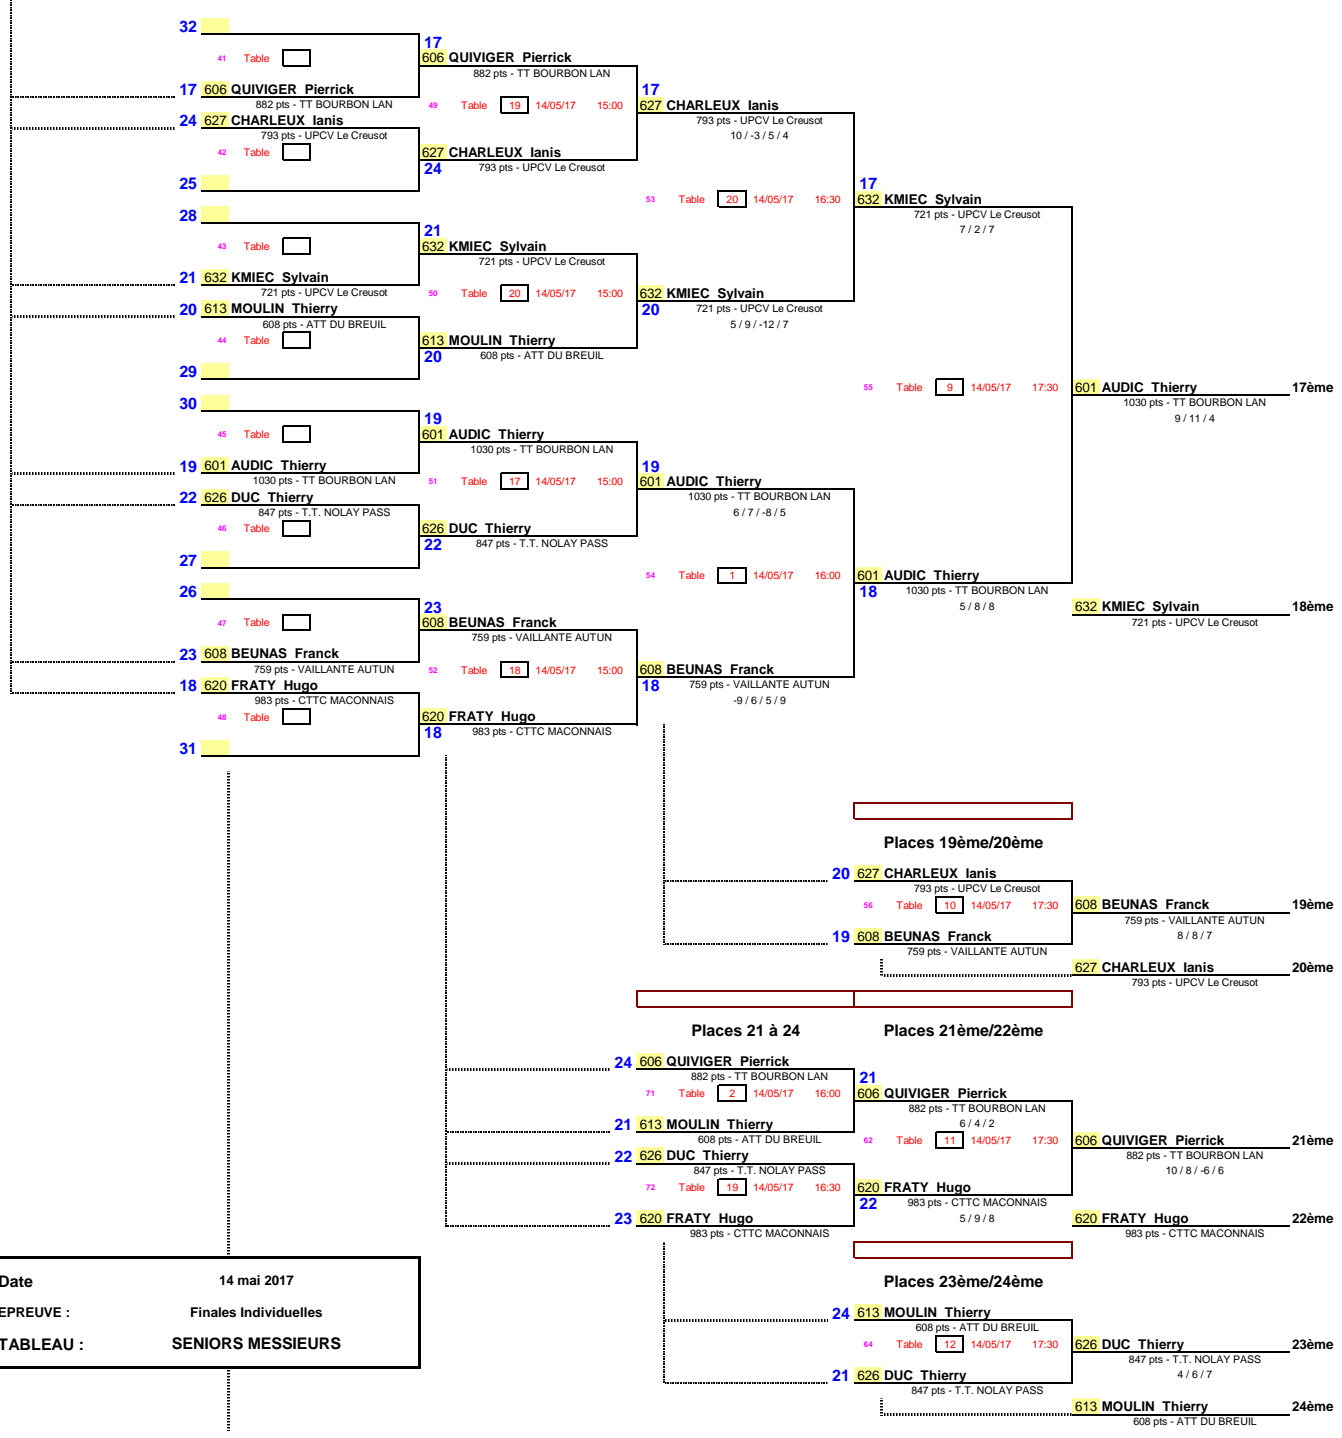 32
17
41 Table
606 QUIVIGER Pierrick
882 pts - TT BOURBON LAN
17 606 QUIVIGER Pierrick
882 pts - TT BOURBON LAN
49 Table 19 14/05/17 15:00
17
627 CHARLEUX Ianis
793 pts - UPCV Le Creusot
10 / -3 / 5 / 4
24 627 CHARLEUX Ianis
793 pts - UPCV Le Creusot
42 Table
627 CHARLEUX Ianis
24 793 pts - UPCV Le Creusot
25
17
53 Table 20 14/05/17 16:30
632 KMIEC Sylvain
721 pts - UPCV Le Creusot
7 / 2 / 7
28
21
43 Table
632 KMIEC Sylvain
721 pts - UPCV Le Creusot
21 632 KMIEC Sylvain
721 pts - UPCV Le Creusot
50 Table 20 14/05/17 15:00
632 KMIEC Sylvain
20 721 pts - UPCV Le Creusot
5 / 9 / -12 / 7
20 613 MOULIN Thierry
608 pts - ATT DU BREUIL
44 Table
613 MOULIN Thierry
20 608 pts - ATT DU BREUIL
29
55 Table 9 14/05/17 17:30
601 AUDIC Thierry 17ème
1030 pts - TT BOURBON LAN
9 / 11 / 4
30
19
45 Table
601 AUDIC Thierry
1030 pts - TT BOURBON LAN
19 601 AUDIC Thierry
1030 pts - TT BOURBON LAN
51 Table 17 14/05/17 15:00
19
601 AUDIC Thierry
1030 pts - TT BOURBON LAN
6 / 7 / -8 / 5
22 626 DUC Thierry
847 pts - T.T. NOLAY PASS
46 Table
626 DUC Thierry
22 847 pts - T.T. NOLAY PASS
27
54 Table 1 14/05/17 16:00
601 AUDIC Thierry
18 1030 pts - TT BOURBON LAN
5 / 8 / 8
26
23
632 KMIEC Sylvain 18ème
721 pts - UPCV Le Creusot
47 Table
608 BEUNAS Franck
759 pts - VAILLANTE AUTUN
23 608 BEUNAS Franck
759 pts - VAILLANTE AUTUN
52 Table 18 14/05/17 15:00
608 BEUNAS Franck
18 759 pts - VAILLANTE AUTUN
-9 / 6 / 5 / 9
18 620 FRATY Hugo
983 pts - CTTC MACONNAIS
48 Table
620 FRATY Hugo
18 983 pts - CTTC MACONNAIS
31
Places 19ème/20ème
20 627 CHARLEUX Ianis
793 pts - UPCV Le Creusot
56 Table 10 14/05/17 17:30
608 BEUNAS Franck 19ème
759 pts - VAILLANTE AUTUN
8 / 8 / 7
19 608 BEUNAS Franck
759 pts - VAILLANTE AUTUN
627 CHARLEUX Ianis 20ème
793 pts - UPCV Le Creusot
Places 21 à 24 Places 21ème/22ème
24 606 QUIVIGER Pierrick
882 pts - TT BOURBON LAN
71 Table 2 14/05/17 16:00
21
606 QUIVIGER Pierrick
882 pts - TT BOURBON LAN
6 / 4 / 2
21 613 MOULIN Thierry
608 pts - ATT DU BREUIL
62 Table 11 14/05/17 17:30
606 QUIVIGER Pierrick 21ème
882 pts - TT BOURBON LAN
10 / 8 / -6 / 6
22 626 DUC Thierry
847 pts - T.T. NOLAY PASS
72 Table 19 14/05/17 16:30
620 FRATY Hugo
22 983 pts - CTTC MACONNAIS
5 / 9 / 8
23 620 FRATY Hugo
983 pts - CTTC MACONNAIS
620 FRATY Hugo 22ème
983 pts - CTTC MACONNAIS
Date 14 mai 2017
EPREUVE : Finales Individuelles
TABLEAU : SENIORS MESSIEURS
Places 23ème/24ème
24 613 MOULIN Thierry
608 pts - ATT DU BREUIL
64 Table 12 14/05/17 17:30
626 DUC Thierry 23ème
847 pts - T.T. NOLAY PASS
4 / 6 / 7
21 626 DUC Thierry
847 pts - T.T. NOLAY PASS
613 MOULIN Thierry 24ème
608 pts - ATT DU BREUIL